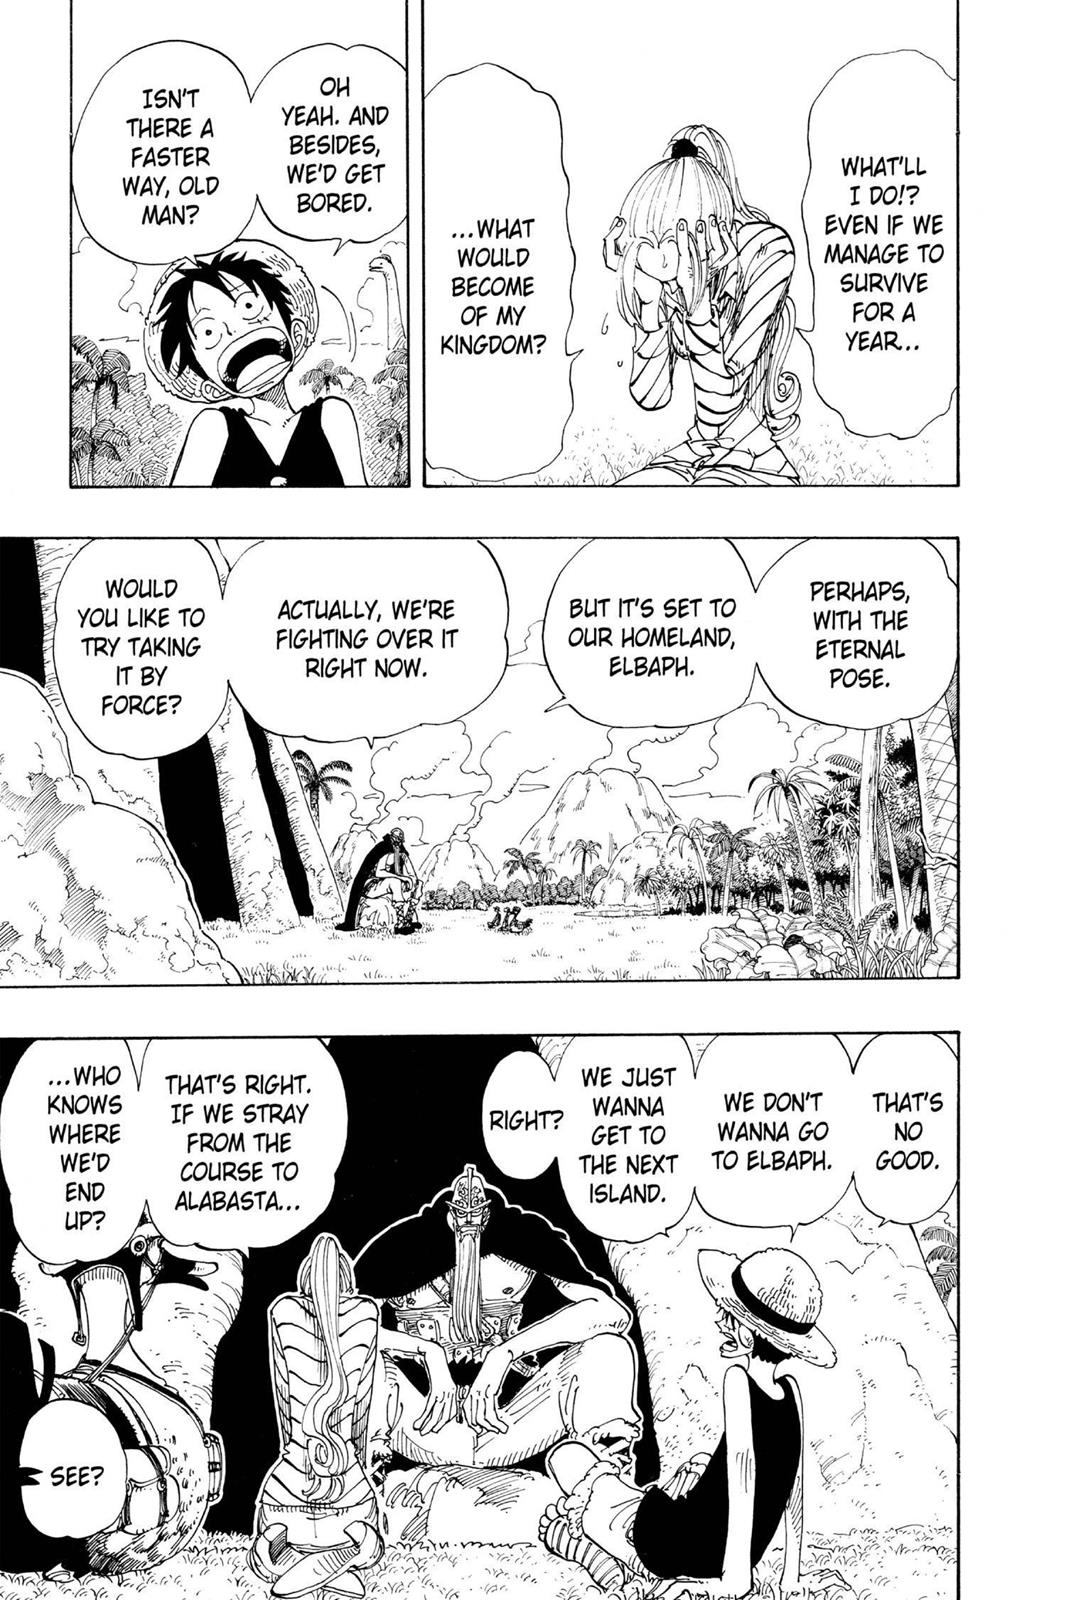 WHAT'LL
I DO!?
EVEN IF WE
MANAGE TO
SURVIVE
FOR A
YEAR...
...WHAT
WOULD
BECOME
OF MY
KINGDOM?
OH
YEAH. AND
BESIDES,
WE'D GET
BORED.
ISN'T
THERE A
FASTER
WAY, OLD
MAN?
PERHAPS,
WITH THE
ETERNAL
POSE.
BUT IT'S SET TO
OUR HOMELAND,
ELBAPH.
ACTUALLY, WE'RE
FIGHTING OVER IT
RIGHT NOW.
WOULD
YOU LIKE TO
TRY TAKING
IT BY
FORCE?
THAT'S
NO
GOOD.
WE DON'T
WANNA GO
TO ELBAPH.
WE JUST
WANNA
GET TO
THE NEXT
ISLAND.
RIGHT?
THAT'S RIGHT.
IF WE STRAY
FROM THE
COURSE TO
ALABASTA...
...WHO
KNOWS
WHERE
WE'D
END
UP?
SEE?